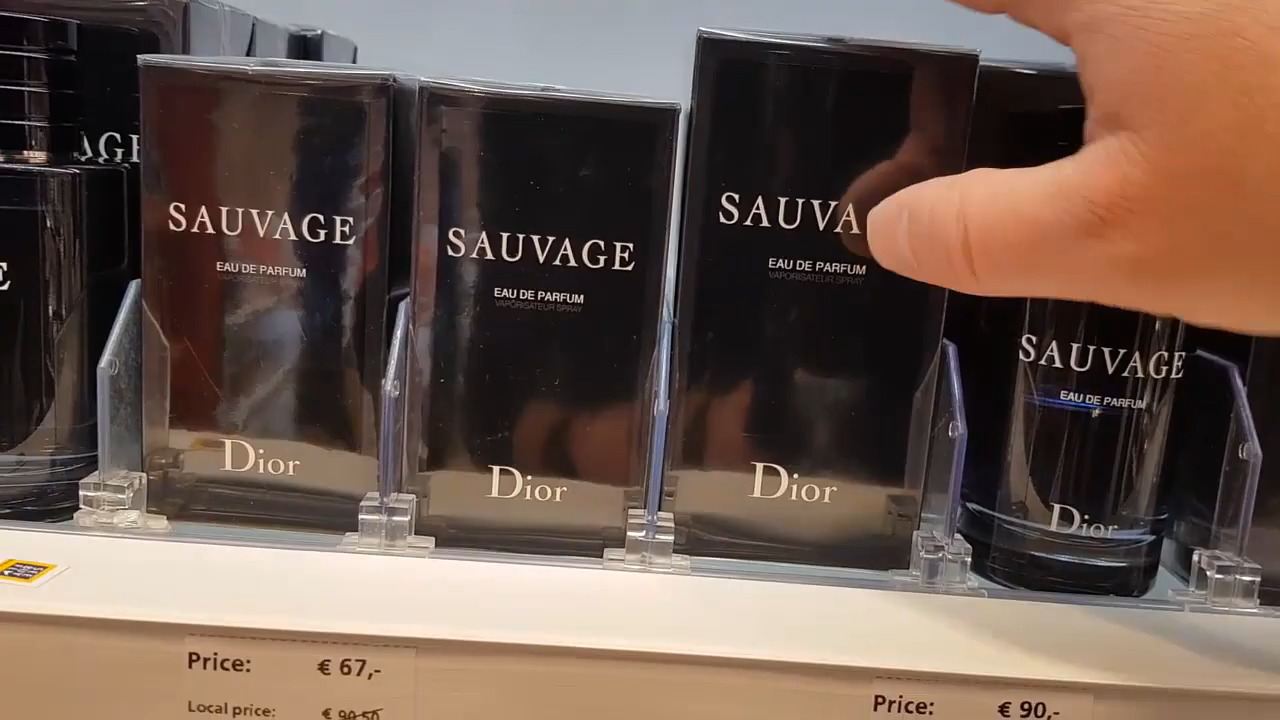 SAUVAGE
EAU DE PARFUM
VAPORISATEUR SPRAY
Dior
SAUVAGE
EAU DE PARFUM
VAPORISATEUR SPRAY
Dior
SAUVA
EAU DE PARFUM
VAPORISATEUR SPRAY
Dior
SAUVAGE
EAU DE PARFUM
Dior
AGE
E
Price: € 67,-
Local price: € 90,50
Price: € 90,-